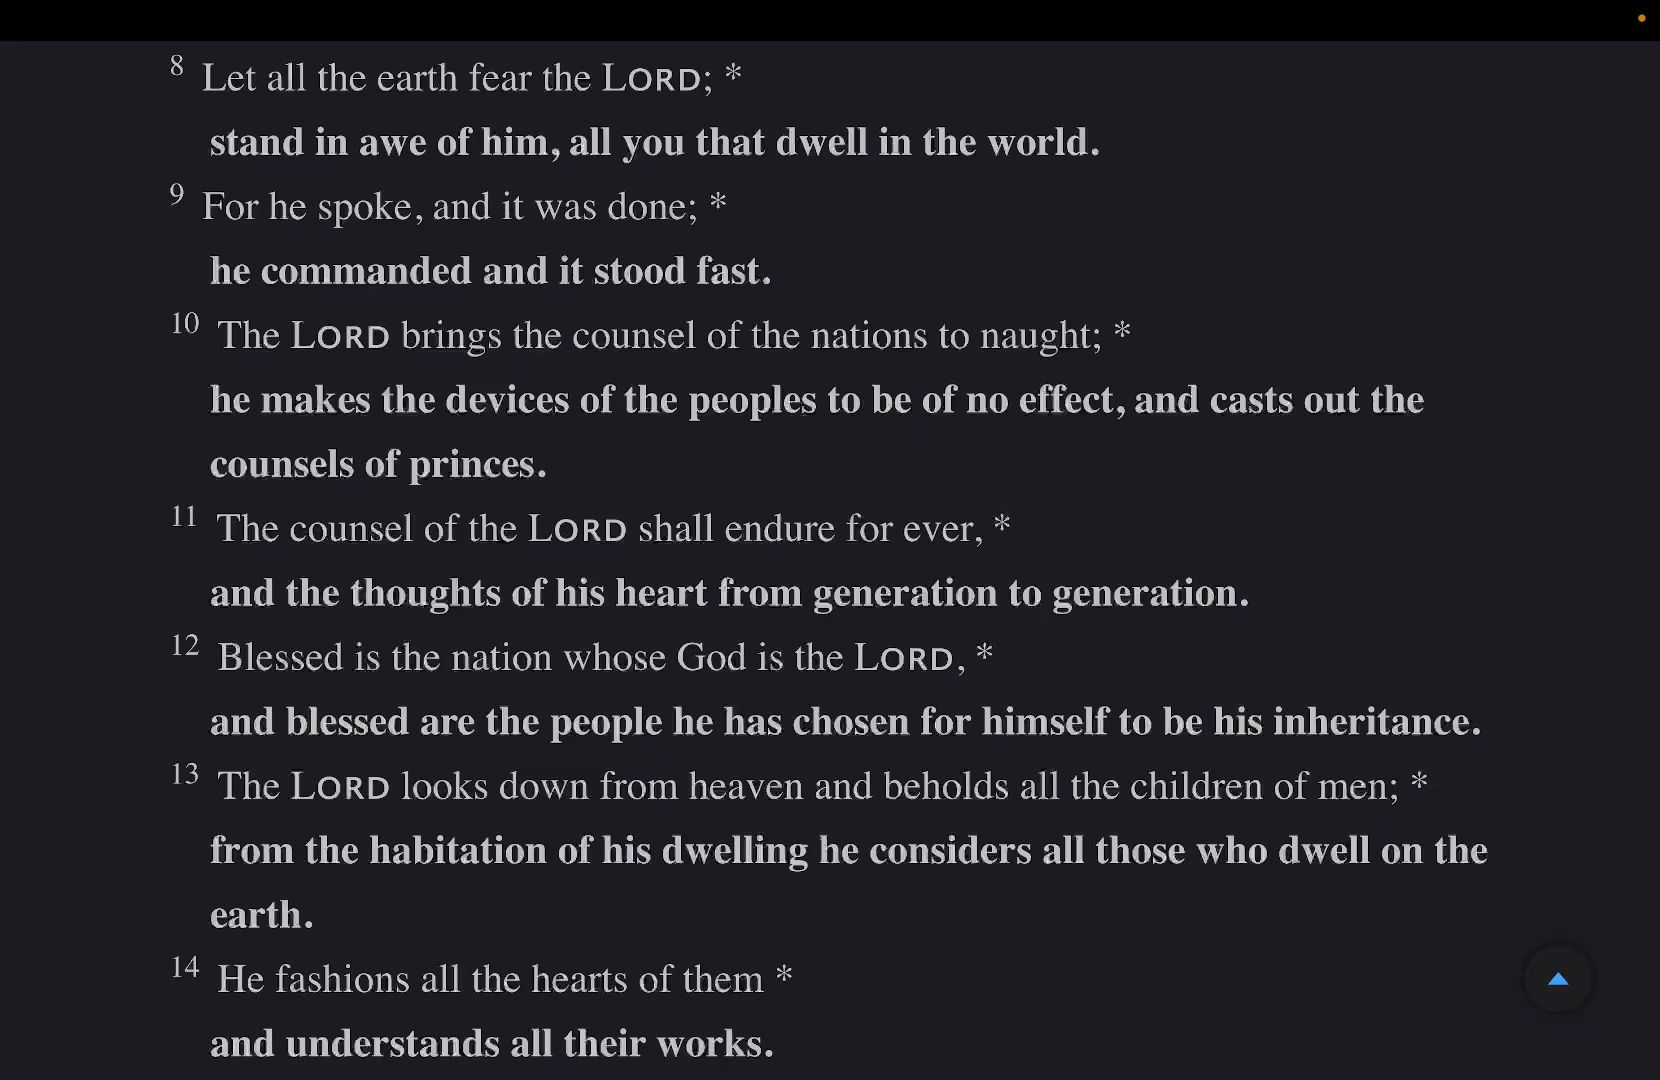 8 Let all the earth fear the LORD; *
stand in awe of him, all you that dwell in the world.
9 For he spoke, and it was done; *
he commanded and it stood fast.
10 The LORD brings the counsel of the nations to naught; *
he makes the devices of the peoples to be of no effect, and casts out the
counsels of princes.
11 The counsel of the LORD shall endure for ever, *
and the thoughts of his heart from generation to generation.
12 Blessed is the nation whose God is the LORD, *
and blessed are the people he has chosen for himself to be his inheritance.
13 The LORD looks down from heaven and beholds all the children of men; *
from the habitation of his dwelling he considers all those who dwell on the
earth.
14 He fashions all the hearts of them *
and understands all their works.